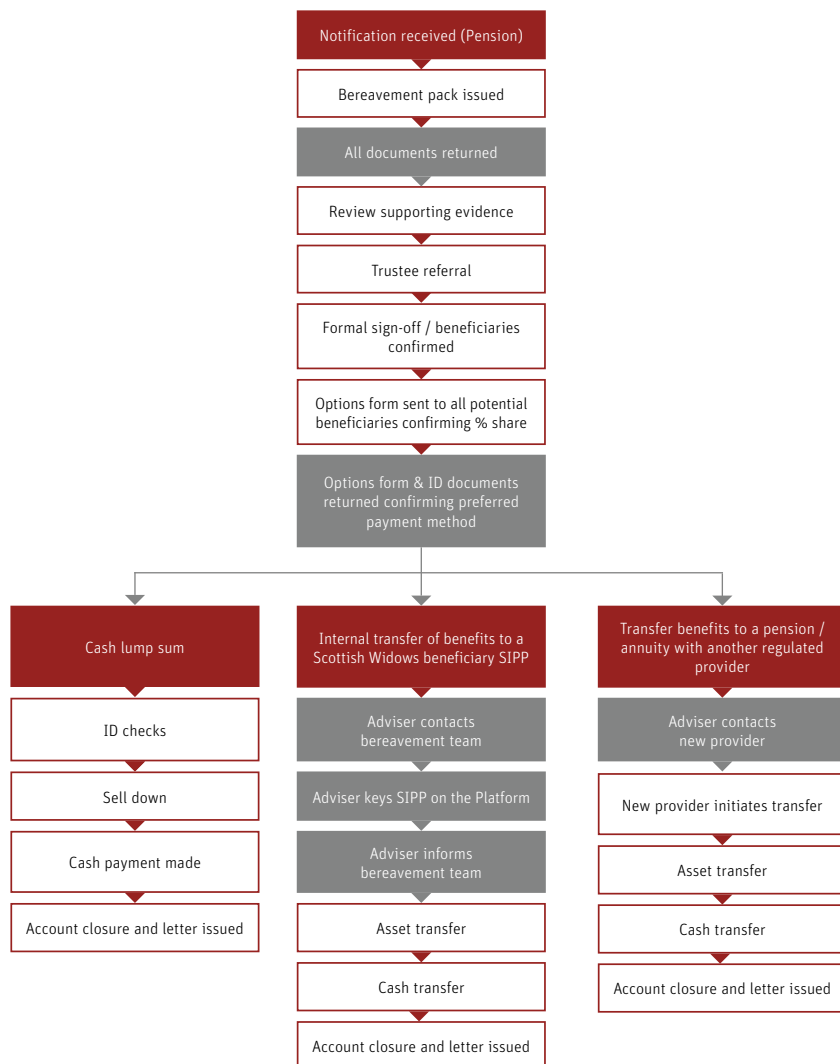 Notification received (Pension)
Bereavement pack issued
All documents returned
Review supporting evidence
Trustee referral
Formal sign-off / beneficiaries
confirmed
Options form sent to all potential
beneficiaries confirming % share
Options form & ID documents
returned confirming preferred
payment method
Cash lump sum
ID checks
Sell down
Cash payment made
Account closure and letter issued
Internal transfer of benefits to a
Scottish Widows beneficiary SIPP
Adviser contacts
bereavement team
Adviser keys SIPP on the Platform
Adviser informs
bereavement team
Asset transfer
Cash transfer
Account closure and letter issued
Transfer benefits to a pension /
annuity with another regulated
provider
Adviser contacts
new provider
New provider initiates transfer
Asset transfer
Cash transfer
Account closure and letter issued